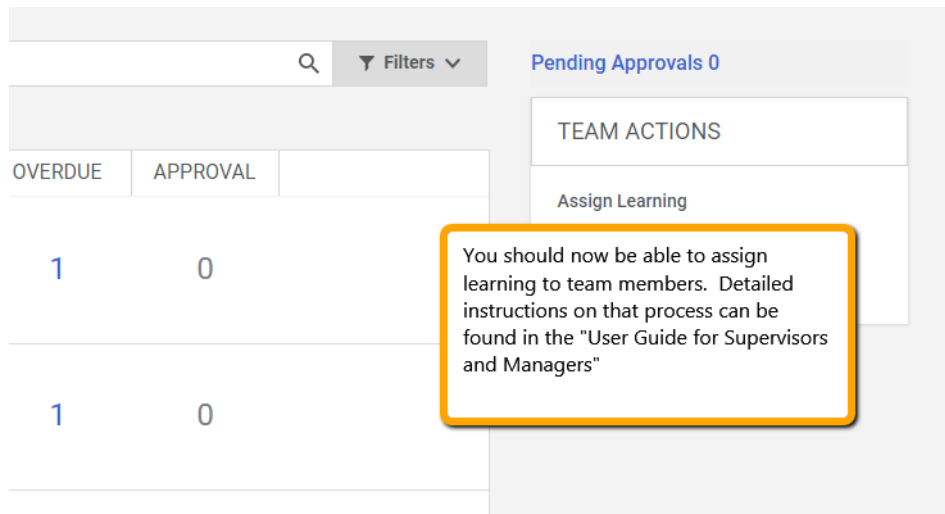 Filters
Pending Approvals 0
TEAM ACTIONS
OVERDUE APPROVAL
Assign Learning
You should now be able to assign
learning to team members.  Detailed
instructions on that process can be
found in the "User Guide for Supervisors
and Managers"
1 0
1 0